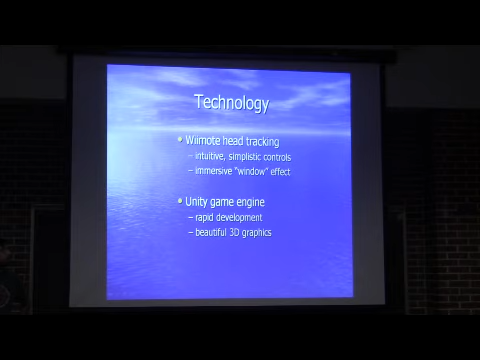 Technology
• Wiimote head tracking
– intuitive, simplistic controls
– immersive "window" effect
• Unity game engine
– rapid development
– beautiful 3D graphics